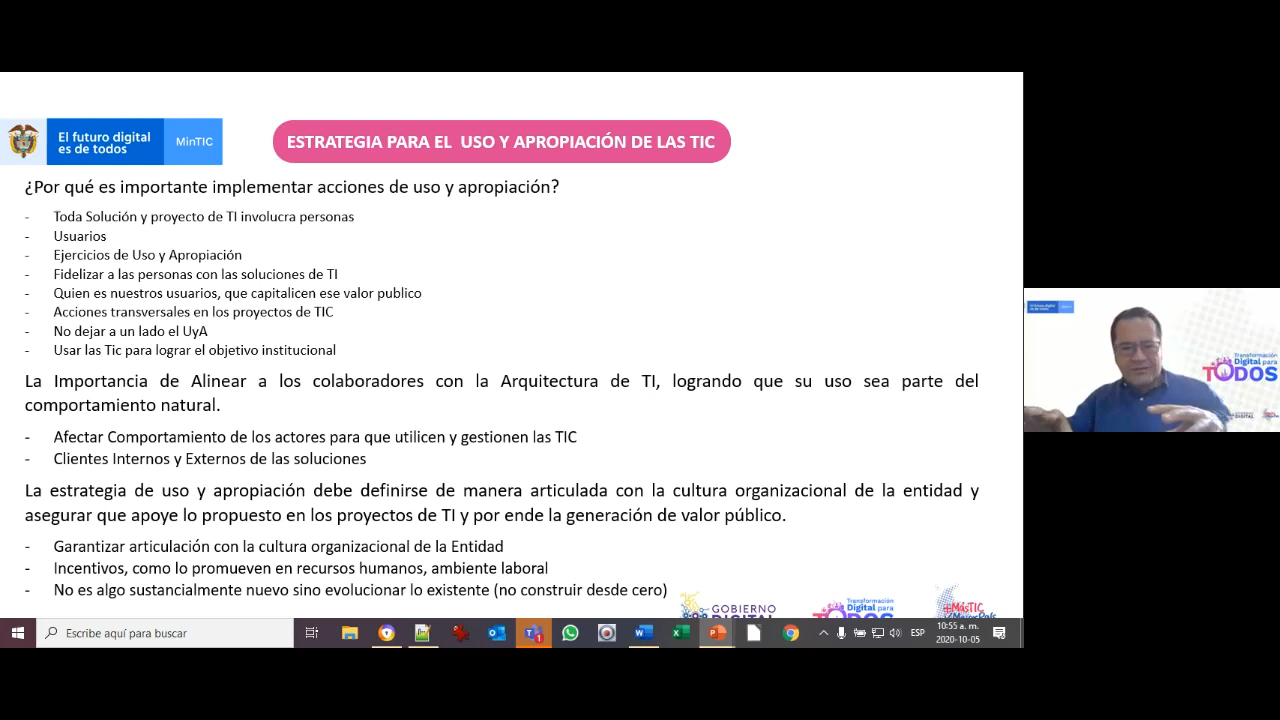 El futuro digital
es de todos
MinTIC
ESTRATEGIA PARA EL USO Y APROPIACIÓN DE LAS TIC
¿Por qué es importante implementar acciones de uso y apropiación?
- Toda Solución y proyecto de TI involucra personas
- Usuarios
- Ejercicios de Uso y Apropiación
- Fidelizar a las personas con las soluciones de TI
- Quien es nuestros usuarios, que capitalicen ese valor publico
- Acciones transversales en los proyectos de TIC
- No dejar a un lado el UyA
- Usar las Tic para lograr el objetivo institucional
La Importancia de Alinear a los colaboradores con la Arquitectura de TI, logrando que su uso sea parte del
comportamiento natural.
- Afectar Comportamiento de los actores para que utilicen y gestionen las TIC
- Clientes Internos y Externos de las soluciones
La estrategia de uso y apropiación debe definirse de manera articulada con la cultura organizacional de la entidad y
asegurar que apoye lo propuesto en los proyectos de TI y por ende la generación de valor público.
- Garantizar articulación con la cultura organizacional de la Entidad
- Incentivos, como lo promueven en recursos humanos, ambiente laboral
- No es algo sustancialmente nuevo sino evolucionar lo existente (no construir desde cero)
GOBIERNO
DIGITAL
Transformación
Digital para
TODOS
+MásTIC
+MejorPaís
Escribe aquí para buscar
ESP
10:55 a. m.
2020-10-05
Transformación
Digital para
TODOS
DIGITAL